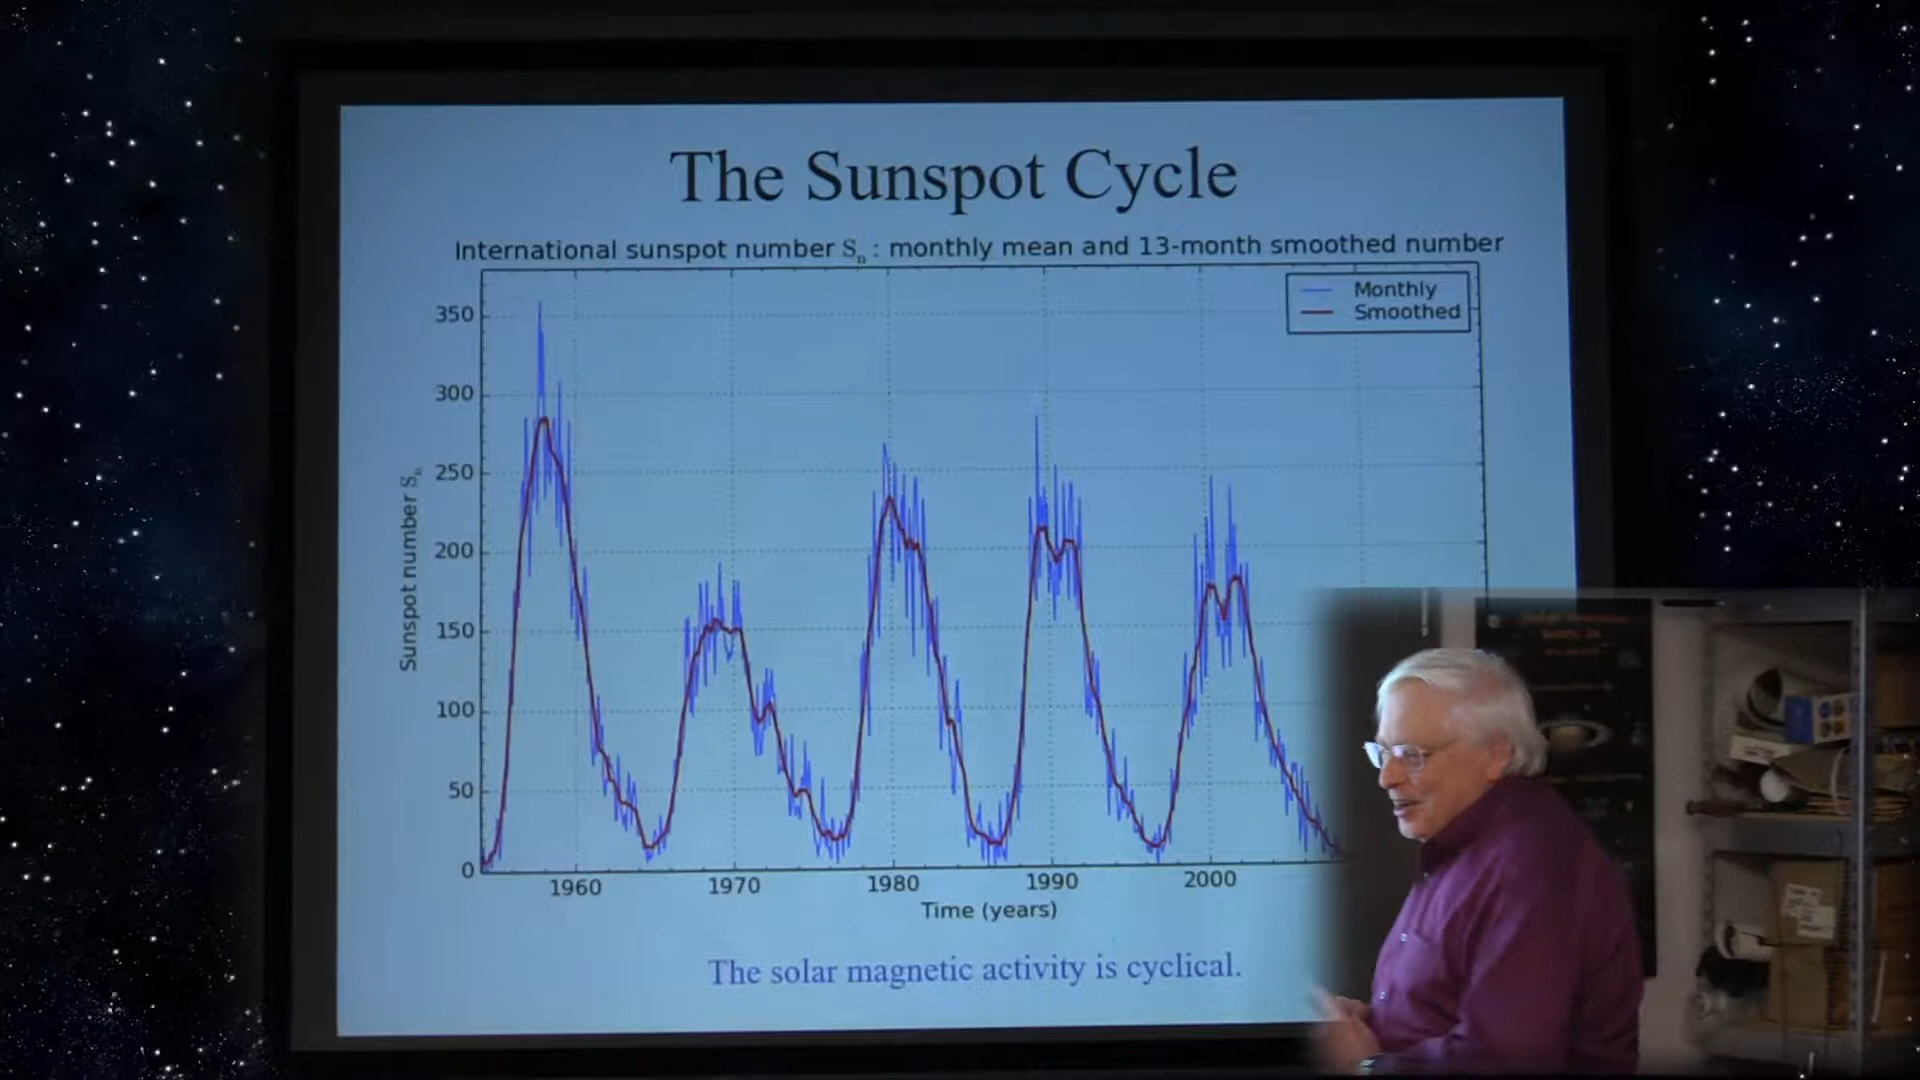 The Sunspot Cycle
International sunspot number Sn : monthly mean and 13-month smoothed number
Monthly
Smoothed
350
300
250
200
150
100
50
0
Sunspot number Sn
1960
1970
1980
1990
2000
Time (years)
The solar magnetic activity is cyclical.